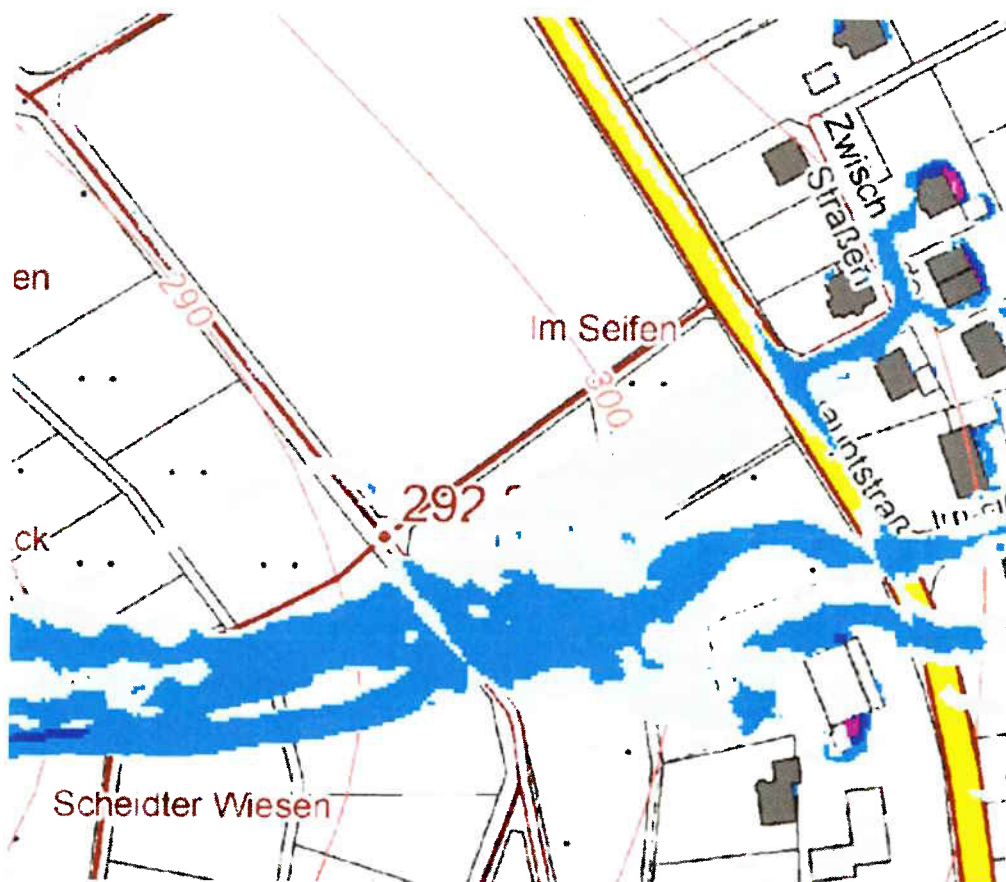 Zwisch
Straßen
en
290
Im Seifen
300
292
ck
Scheidter Wiesen